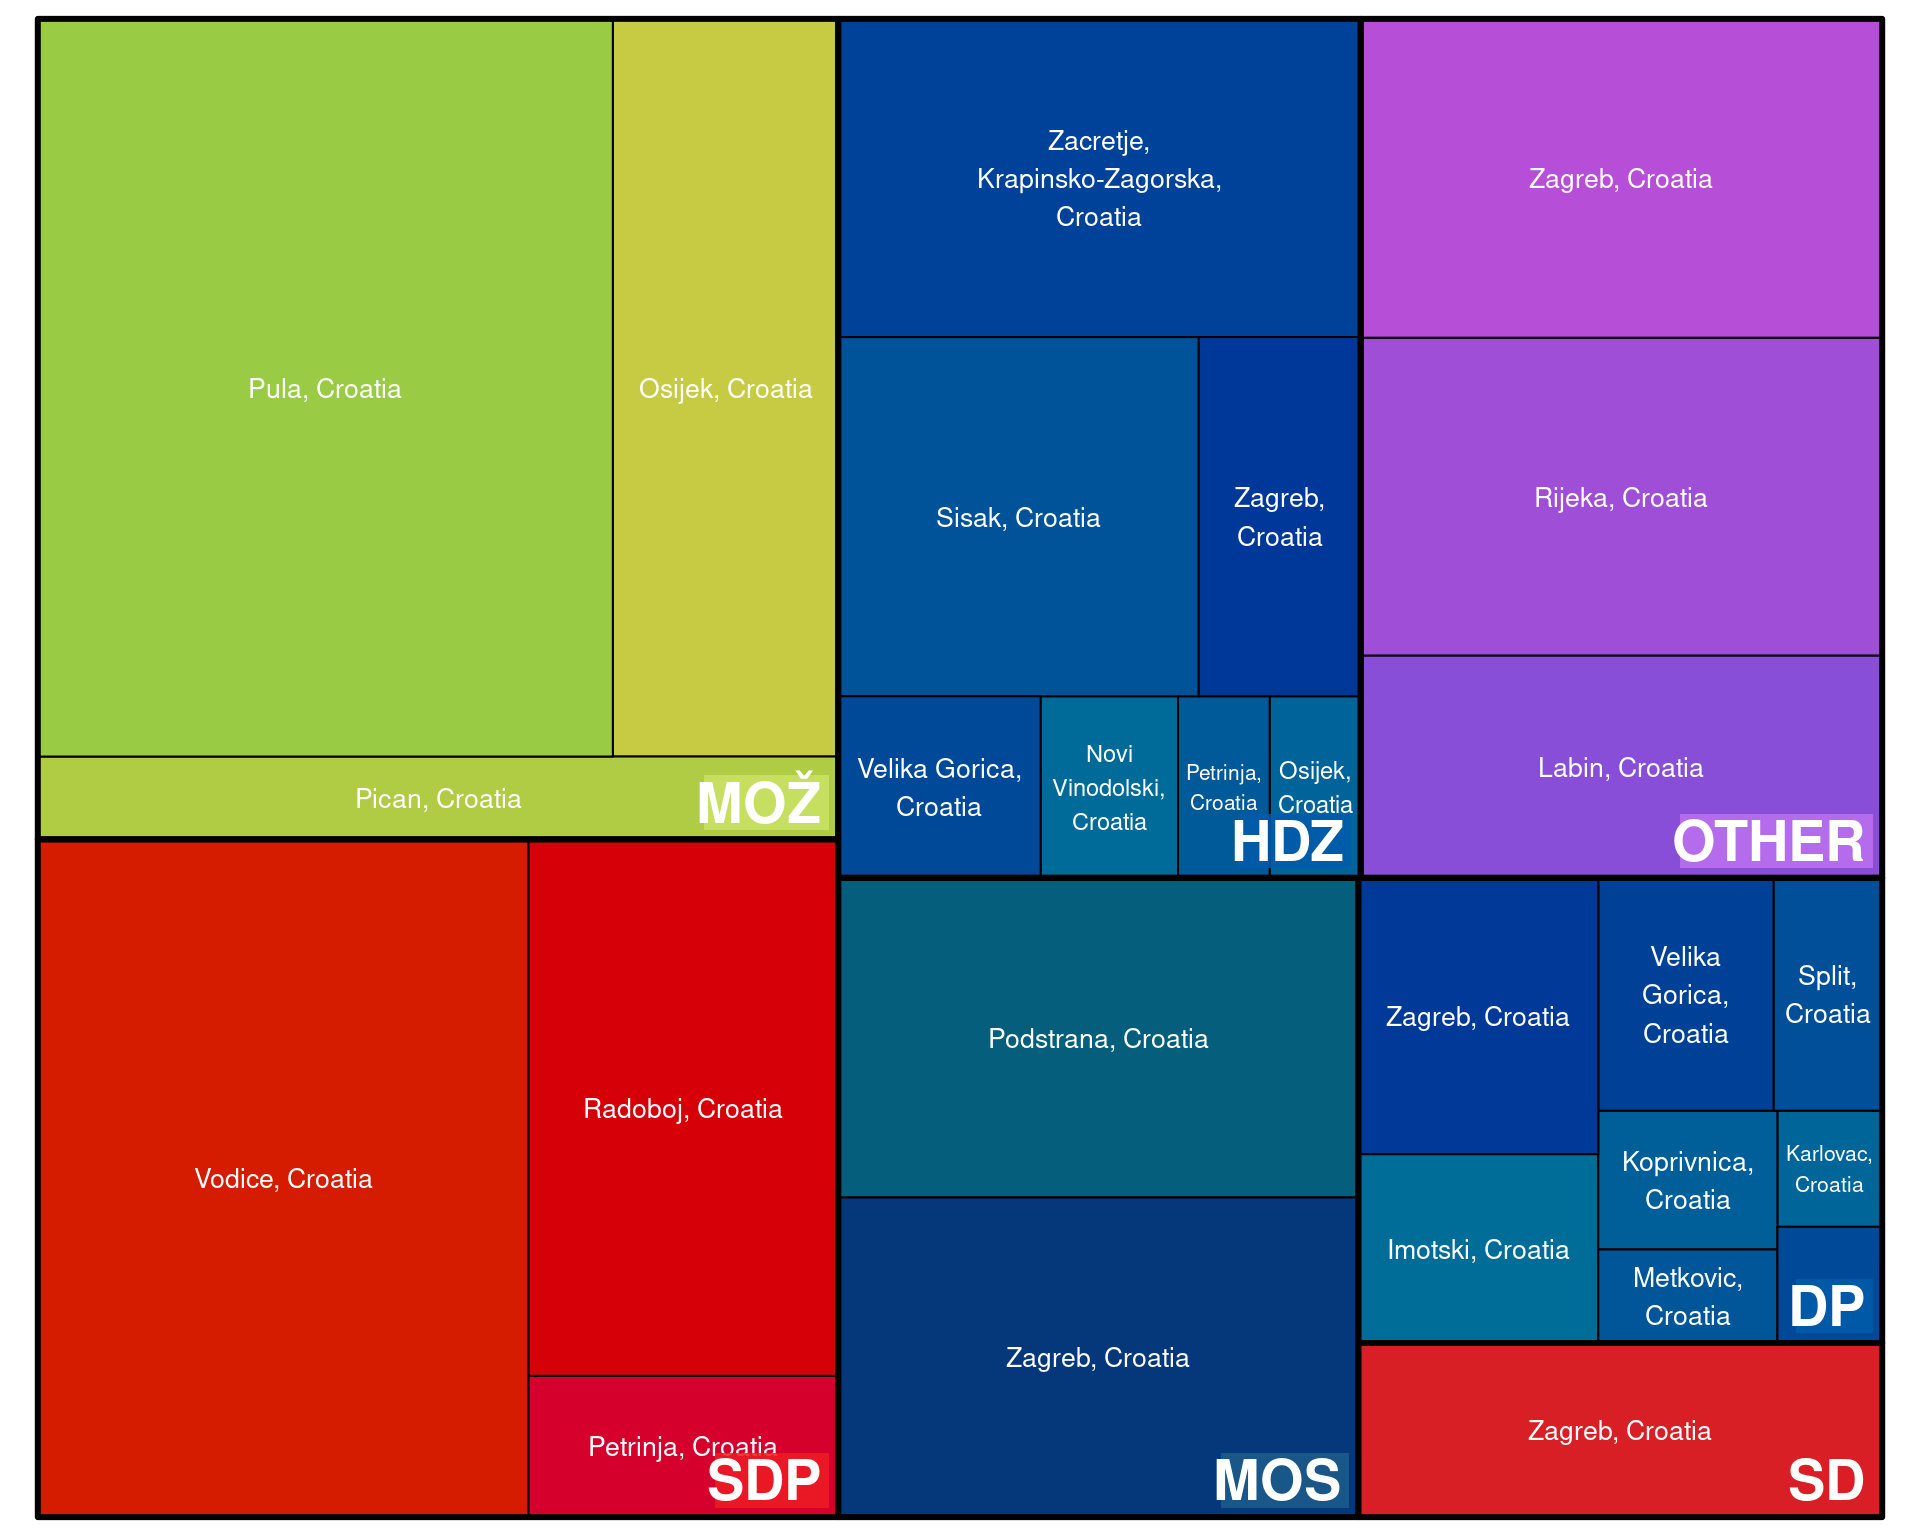 Pula, Croatia
Osijek, Croatia
Pican, Croatia
MOŽ
Zacretje,
Krapinsko-Zagorska,
Croatia
Sisak, Croatia
Zagreb,
Croatia
Velika Gorica,
Croatia
Novi
Vinodolski,
Croatia
Petrinja,
Croatia
Osijek,
Croatia
HDZ
Zagreb, Croatia
Rijeka, Croatia
Labin, Croatia
OTHER
Vodice, Croatia
Radoboj, Croatia
Petrinja, Croatia
SDP
Podstrana, Croatia
Zagreb, Croatia
MOS
Zagreb, Croatia
Velika
Gorica,
Croatia
Split,
Croatia
Imotski, Croatia
Koprivnica,
Croatia
Karlovac,
Croatia
Metkovic,
Croatia
DP
Zagreb, Croatia
SD